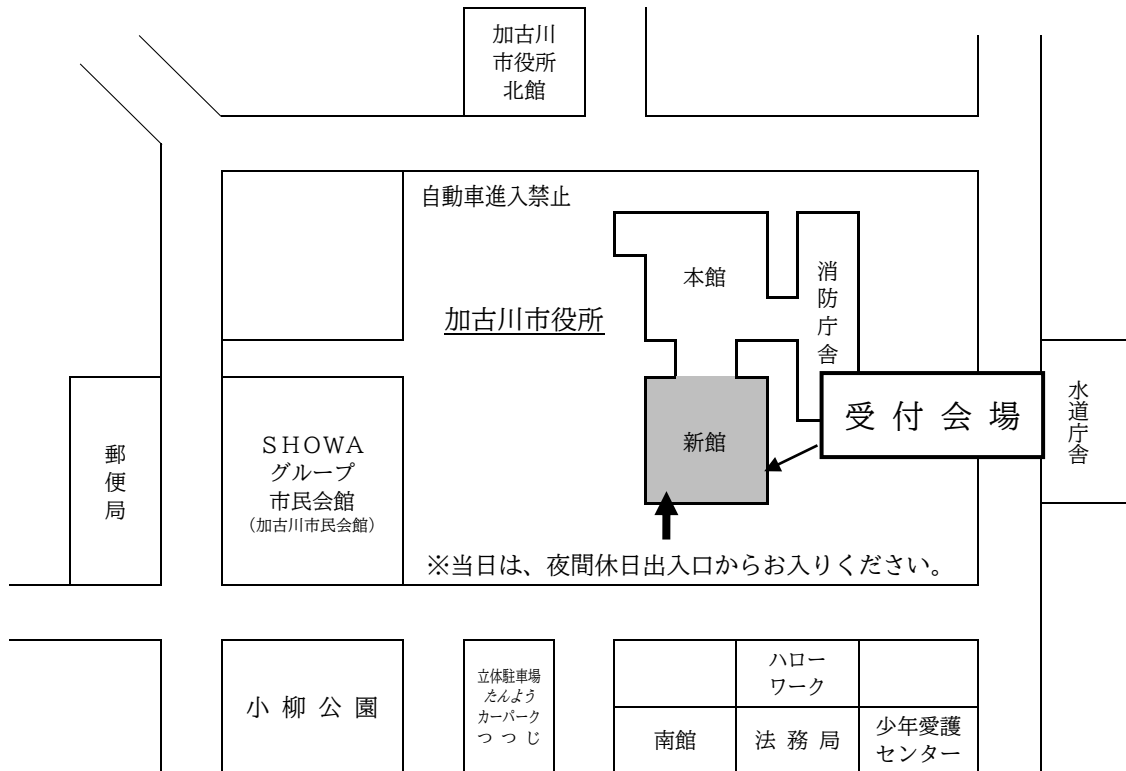 加古川
市役所
北館
自動車進入禁止
本館
消防庁舎
加古川市役所
受付会場
水道庁舎
郵便局
SHOWA
グループ
市民会館
（加古川市民会館）
新館
※当日は、夜間休日出入口からお入りください。
小柳公園
立体駐車場
たんよう
カーパーク
つつじ
ハロー
ワーク
南館
法務局
少年愛護
センター